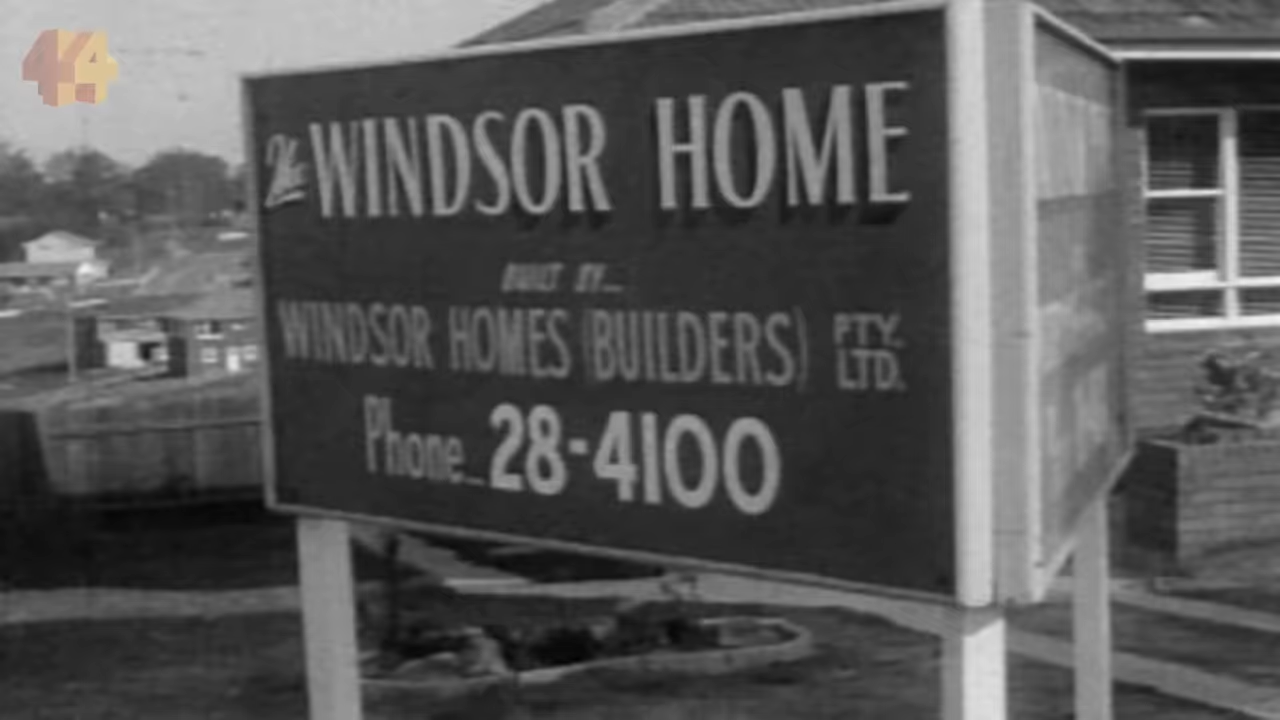 44
The WINDSOR HOME
BUILT BY...
WINDSOR HOMES (BUILDERS) PTY. LTD.
Phone...28-4100